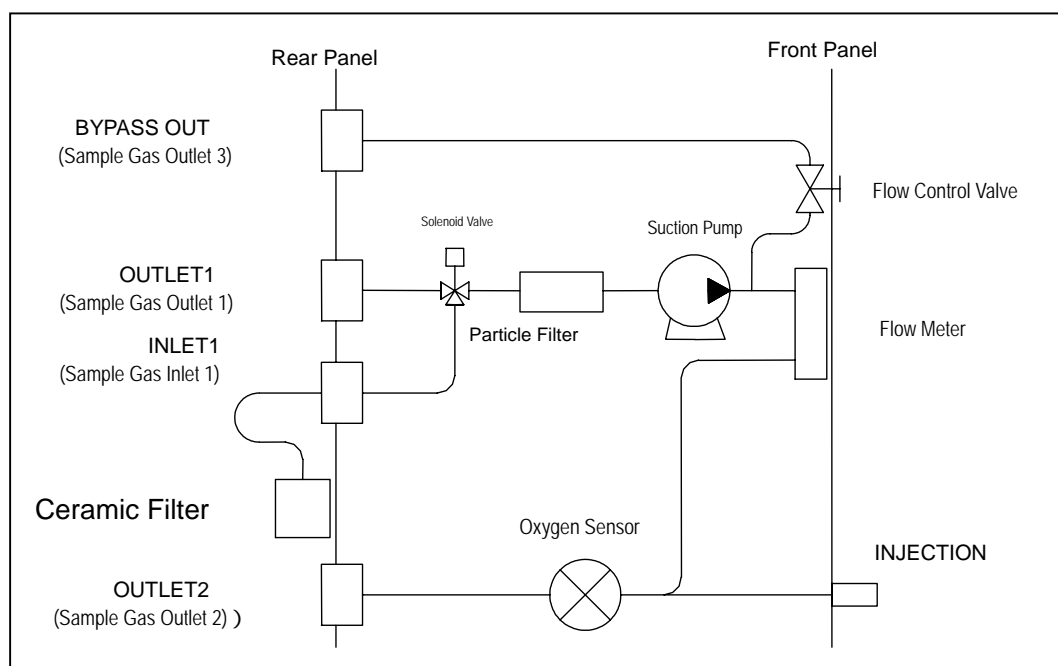 Rear Panel
Front Panel
BYPASS OUT
(Sample Gas Outlet 3)
Flow Control Valve
Solenoid Valve
Suction Pump
OUTLET1
(Sample Gas Outlet 1)
Particle Filter
Flow Meter
INLET1
(Sample Gas Inlet 1)
Ceramic Filter
Oxygen Sensor
INJECTION
OUTLET2
(Sample Gas Outlet 2) )